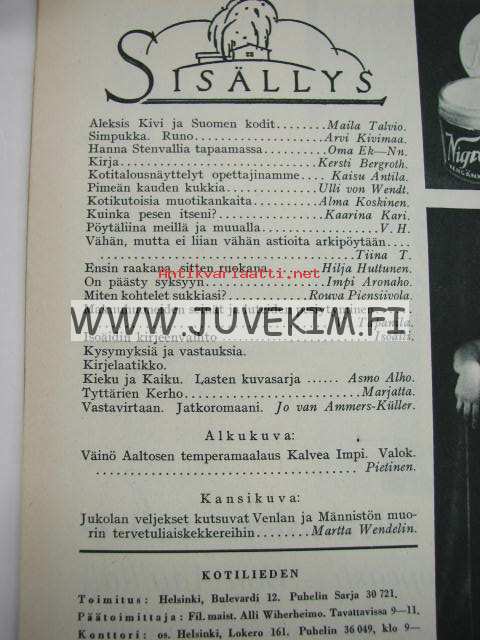 SISÄLLYS
Aleksis Kivi ja Suomen kodit........Maila Talvio.
Simpukka. Runo..................Arvi Kivimaa.
Hanna Stenvallia tapaamassa......Oma Ek—Nn.
Kirja..........................Kersti Bergroth.
Kotitalousnäyttelyt opettajinamme....Kaisu Antila.
Pimeän kauden kukkia............Ulli von Wendt.
Kotikutoisia muotikankaita........Alma Koskinen.
Kuinka pesen itseni?..............Kaarina Kari.
Pöytäliina meillä ja muualla..................V. H.
Vähän, mutta ei liian vähän astioita arkipöytään....
..................................Tiina T.
Ensin raakana, sitten ruokana......Hilja Huttunen.
Antikvariaatti.net
On päästy syksyyn................Impi Aronaho.
Miten kohtelet sukkiasi?........Rouva Piensiivola.
WWW.JUVEKIM.FI
Isoäidin kirjeenvaihto
Kysymyksiä ja vastauksia.
Kirjelaatikko.
Kieku ja Kaiku. Lasten kuvasarja ......Asmo Alho.
Tyttärien Kerho........................Marjatta.
Vastavirtaan. Jatkoromaani. Jo van Ammers-Küller.
Alkukuva:
Väinö Aaltosen temperamaalaus Kalvea Impi. Valok.
..................................Pietinen.
Kansikuva:
Jukolan veljekset kutsuvat Venlan ja Männistön muo-
rin tervetuliaiskekkereihin......Martta Wendelin.
KOTILIEDEN
Toimitus: Helsinki, Bulevardi 12. Puhelin Sarja 30 721.
Päätoimittaja: Fil. maist. Alli Wiherheimo. Tavattavissa 9—11.
Konttori: os. Helsinki, Lokero 161. Puhelin 36 049, klo 9—